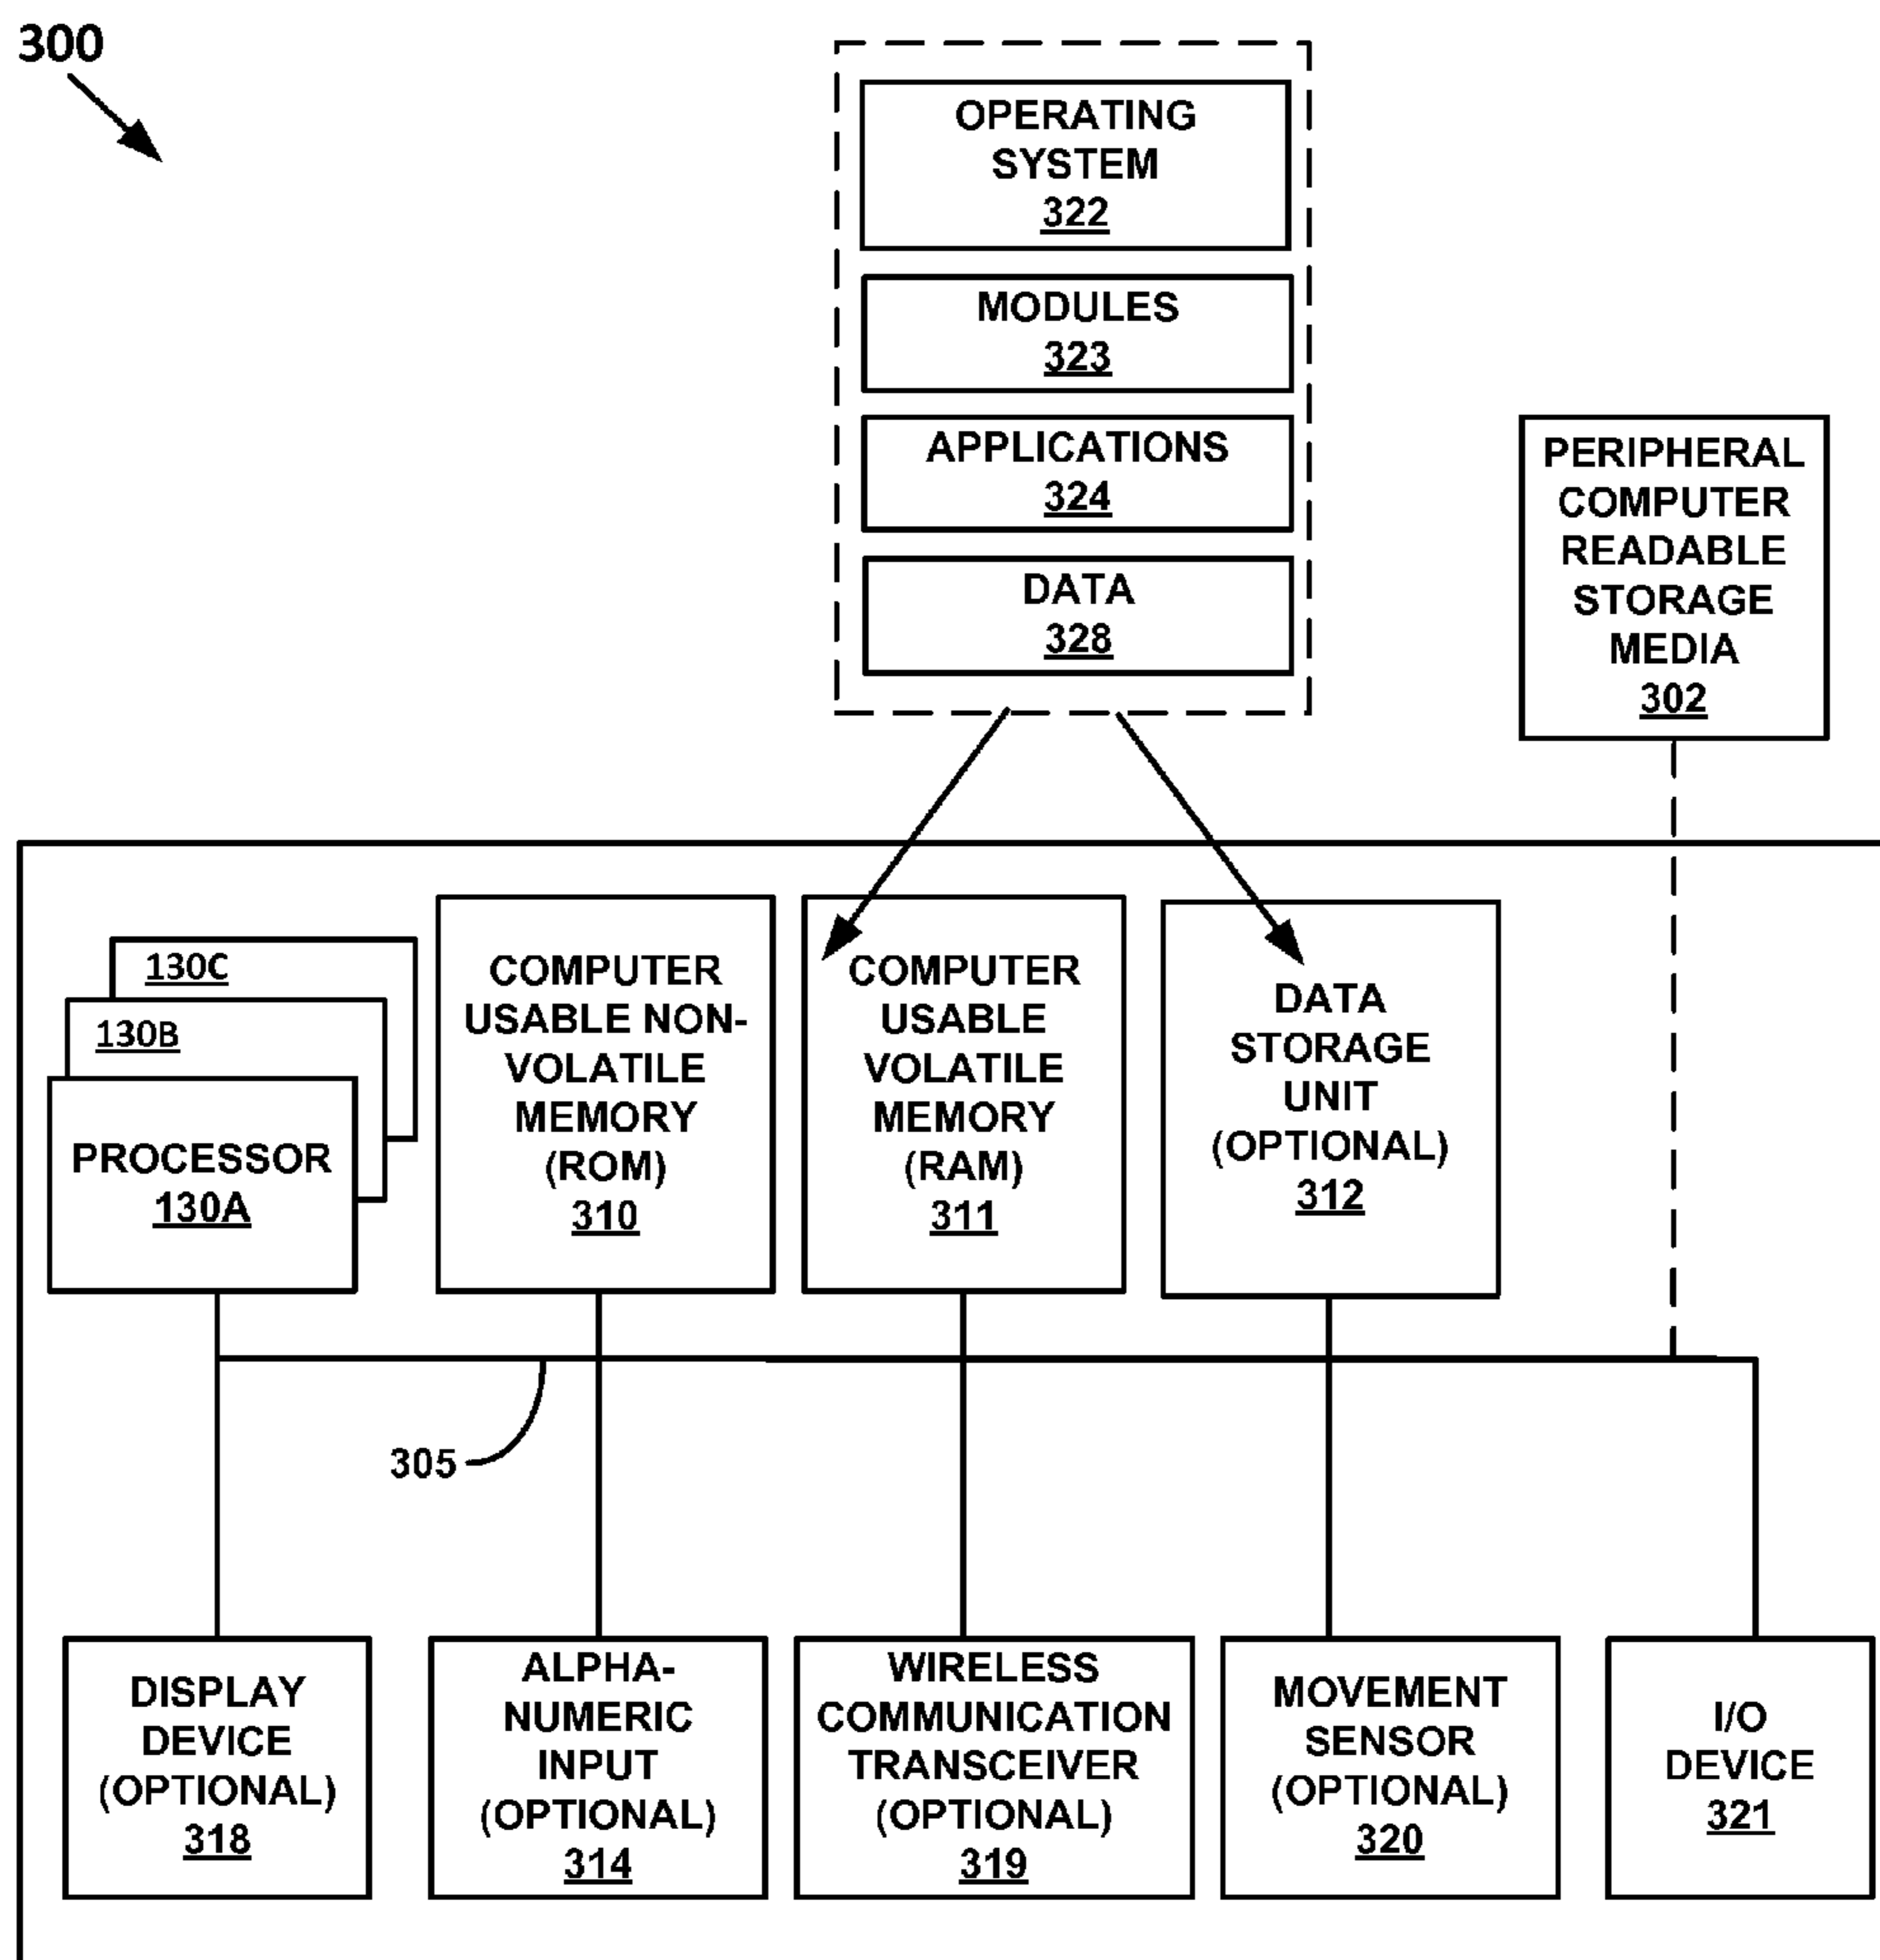 300
OPERATING
SYSTEM
322
MODULES
323
APPLICATIONS
324
DATA
328
PERIPHERAL
COMPUTER
READABLE
STORAGE
MEDIA
302
130C
130B
PROCESSOR
130A
COMPUTER
USABLE NON-
VOLATILE
MEMORY
(ROM)
310
COMPUTER
USABLE
VOLATILE
MEMORY
(RAM)
311
DATA
STORAGE
UNIT
(OPTIONAL)
312
305
DISPLAY
DEVICE
(OPTIONAL)
318
ALPHA-
NUMERIC
INPUT
(OPTIONAL)
314
WIRELESS
COMMUNICATION
TRANSCEIVER
(OPTIONAL)
319
MOVEMENT
SENSOR
(OPTIONAL)
320
I/O
DEVICE
321